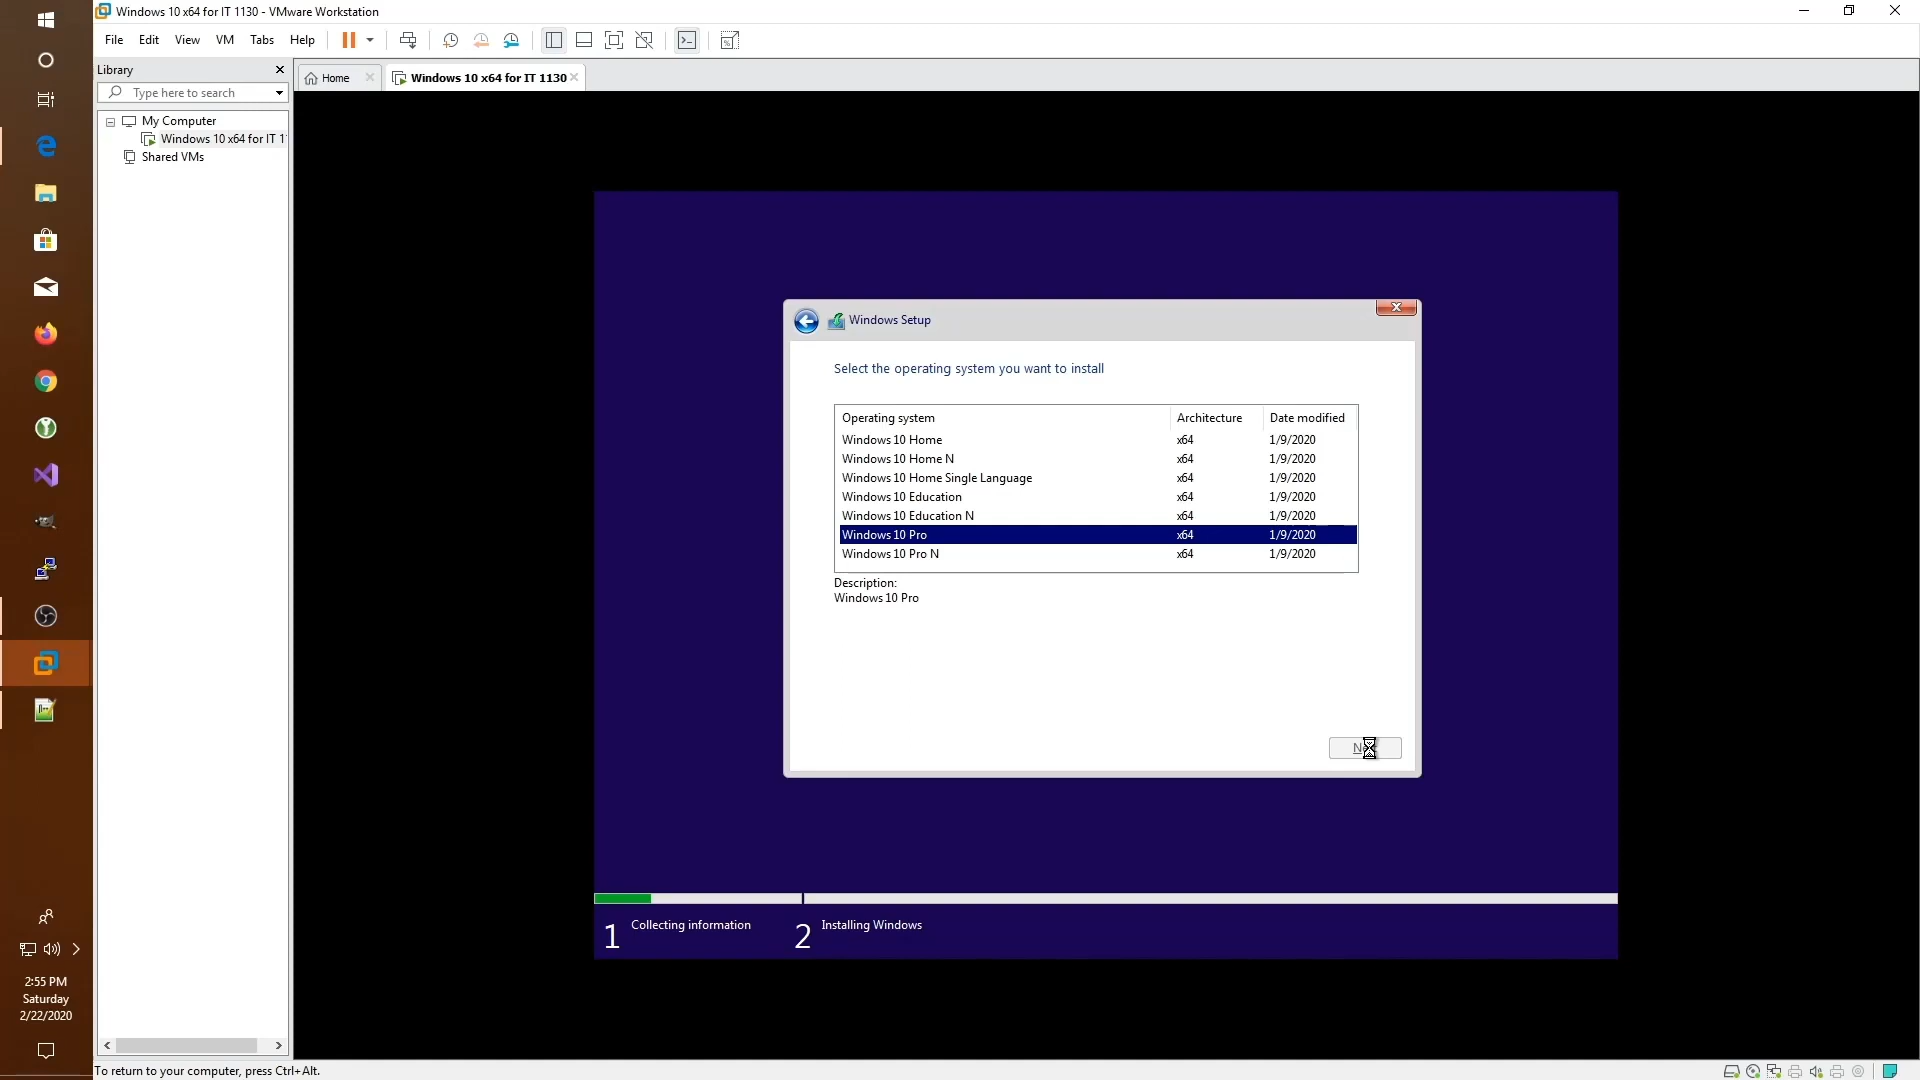 Windows 10 x64 for IT 1130 - VMware Workstation
File Edit View VM Tabs Help
Library
Home
Windows 10 x64 for IT 1130
Type here to search
My Computer
Windows 10 x64 for IT 1
Shared VMs
Windows Setup
Select the operating system you want to install
Operating system Architecture Date modified
Windows 10 Home x64 1/9/2020
Windows 10 Home N x64 1/9/2020
Windows 10 Home Single Language x64 1/9/2020
Windows 10 Education x64 1/9/2020
Windows 10 Education N x64 1/9/2020
Windows 10 Pro x64 1/9/2020
Windows 10 Pro N x64 1/9/2020
Description:
Windows 10 Pro
1 Collecting information 2 Installing Windows
2:55 PM
Saturday
2/22/2020
To return to your computer, press Ctrl+Alt.